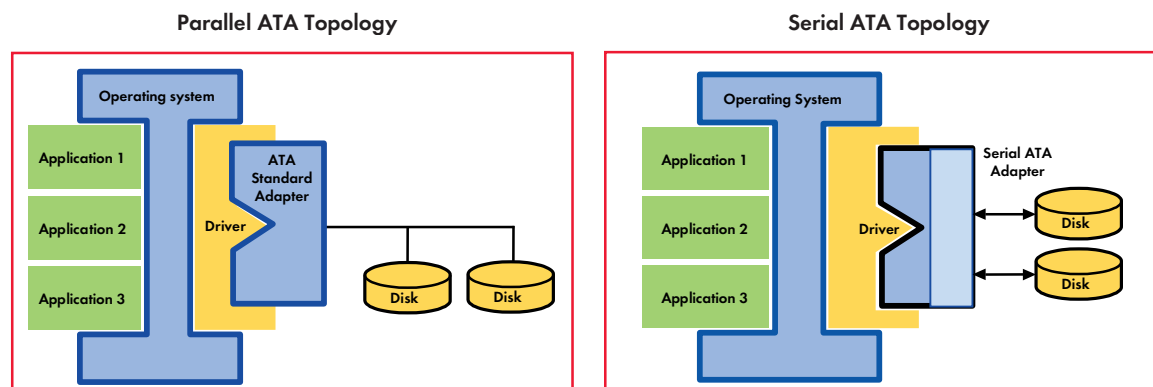 Parallel ATA Topology
Operating system
Application 1
Application 2
Application 3
Driver
ATA
Standard
Adapter
Disk
Disk
Serial ATA Topology
Operating System
Application 1
Application 2
Application 3
Driver
Serial ATA
Adapter
Disk
Disk